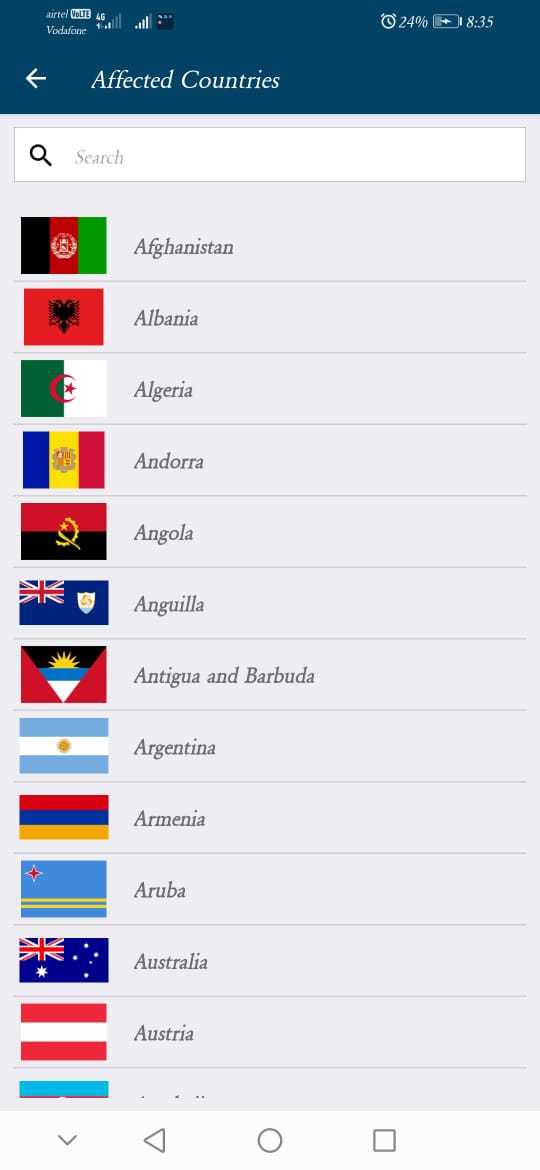 airtel VoLTE 4G 24% 8:35
Vodafone
Affected Countries
Search
Afghanistan
Albania
Algeria
Andorra
Angola
Anguilla
Antigua and Barbuda
Argentina
Armenia
Aruba
Australia
Austria